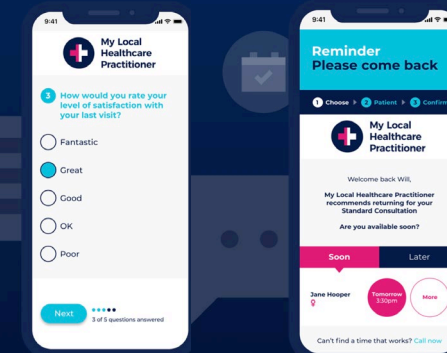 9:41
My Local
Healthcare
Practitioner
3 How would you rate your
level of satisfaction with
your last visit?
Fantastic
Great
Good
OK
Poor
Next
3 of 5 questions answered
9:41
Reminder
Please come back
1 Choose 2 Patient 3 Confirm
My Local
Healthcare
Practitioner
Welcome back Will,
My Local Healthcare Practitioner
recommends returning for your
Standard Consultation
Are you available soon?
Soon Later
Jane Hooper
Tomorrow
3:30pm
More
Can't find a time that works? Call now